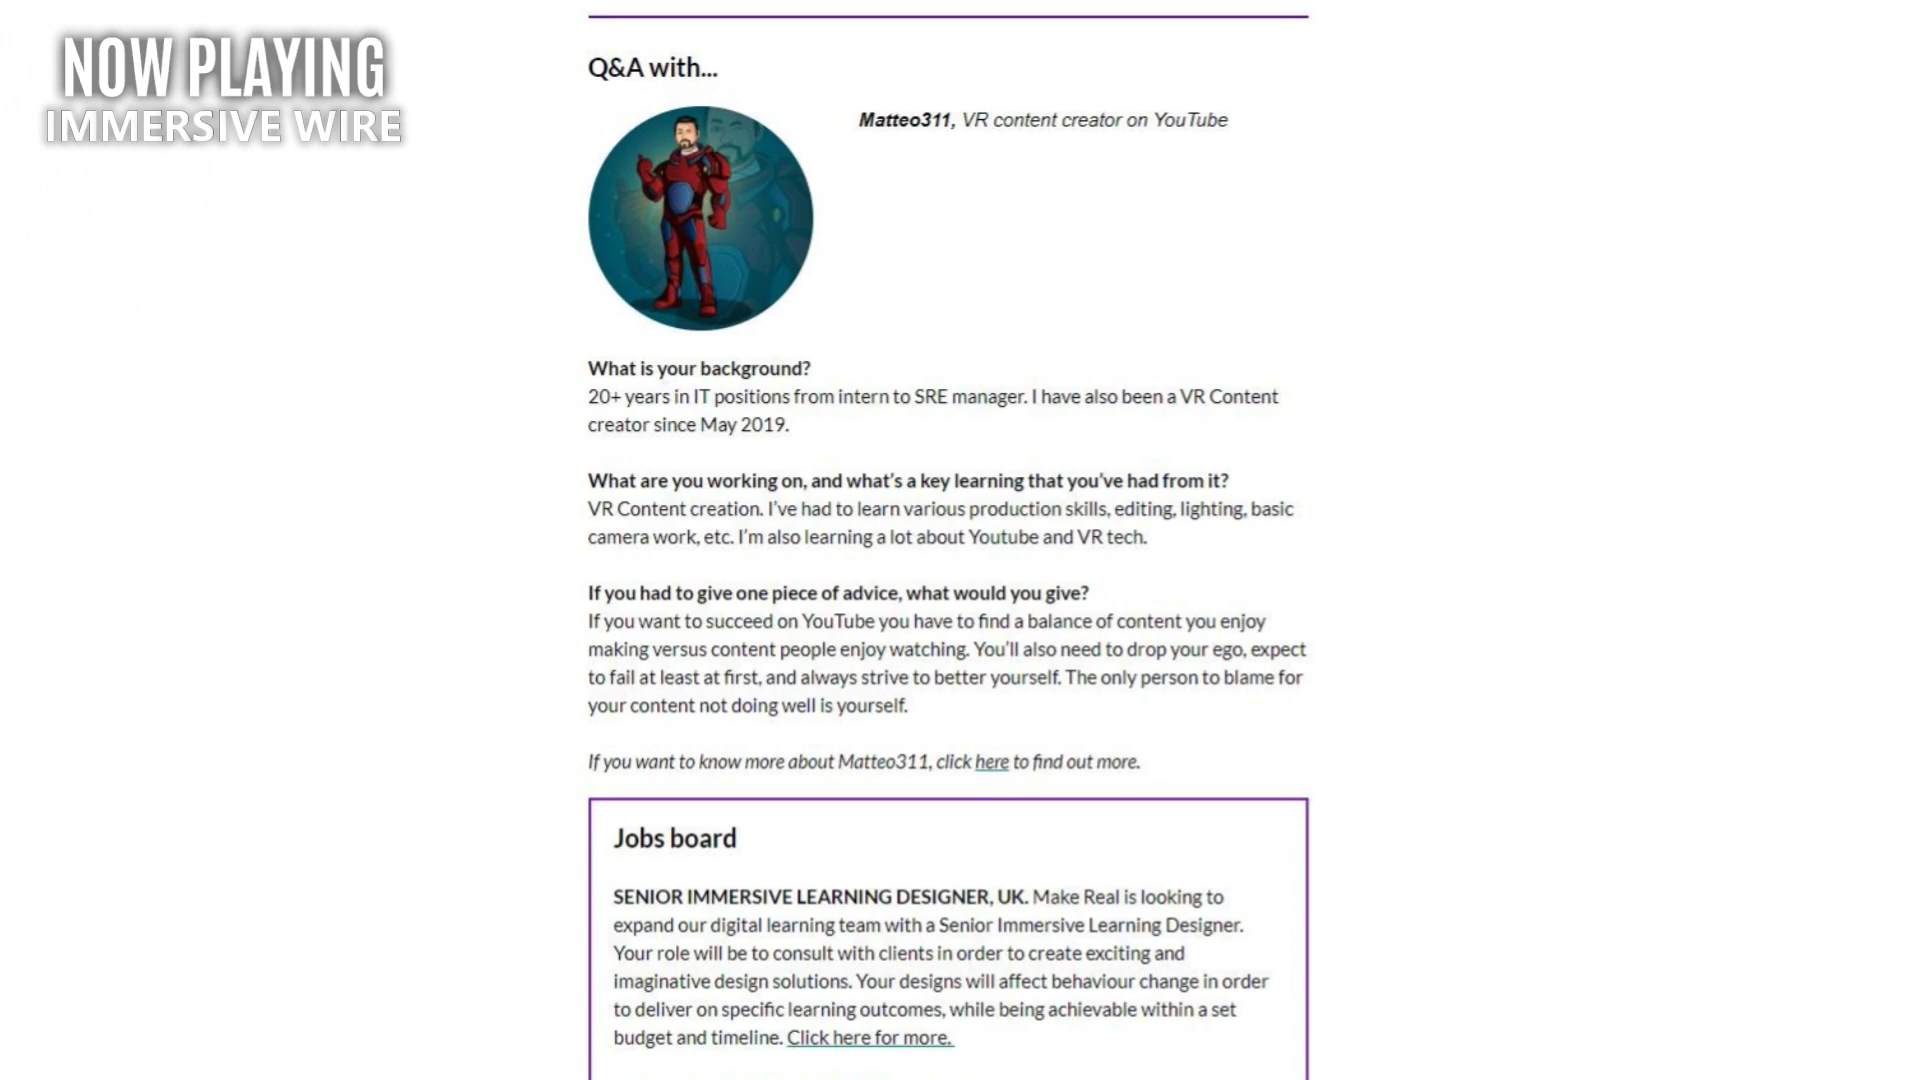 NOW PLAYING
IMMERSIVE WIRE
Q&A with...
Matteo311, VR content creator on YouTube
What is your background?
20+ years in IT positions from intern to SRE manager. I have also been a VR Content
creator since May 2019.
What are you working on, and what's a key learning that you've had from it?
VR Content creation. I've had to learn various production skills, editing, lighting, basic
camera work, etc. I'm also learning a lot about Youtube and VR tech.
If you had to give one piece of advice, what would you give?
If you want to succeed on YouTube you have to find a balance of content you enjoy
making versus content people enjoy watching. You'll also need to drop your ego, expect
to fail at least at first, and always strive to better yourself. The only person to blame for
your content not doing well is yourself.
If you want to know more about Matteo311, click here to find out more.
Jobs board
SENIOR IMMERSIVE LEARNING DESIGNER, UK. Make Real is looking to
expand our digital learning team with a Senior Immersive Learning Designer.
Your role will be to consult with clients in order to create exciting and
imaginative design solutions. Your designs will affect behaviour change in order
to deliver on specific learning outcomes, while being achievable within a set
budget and timeline. Click here for more.